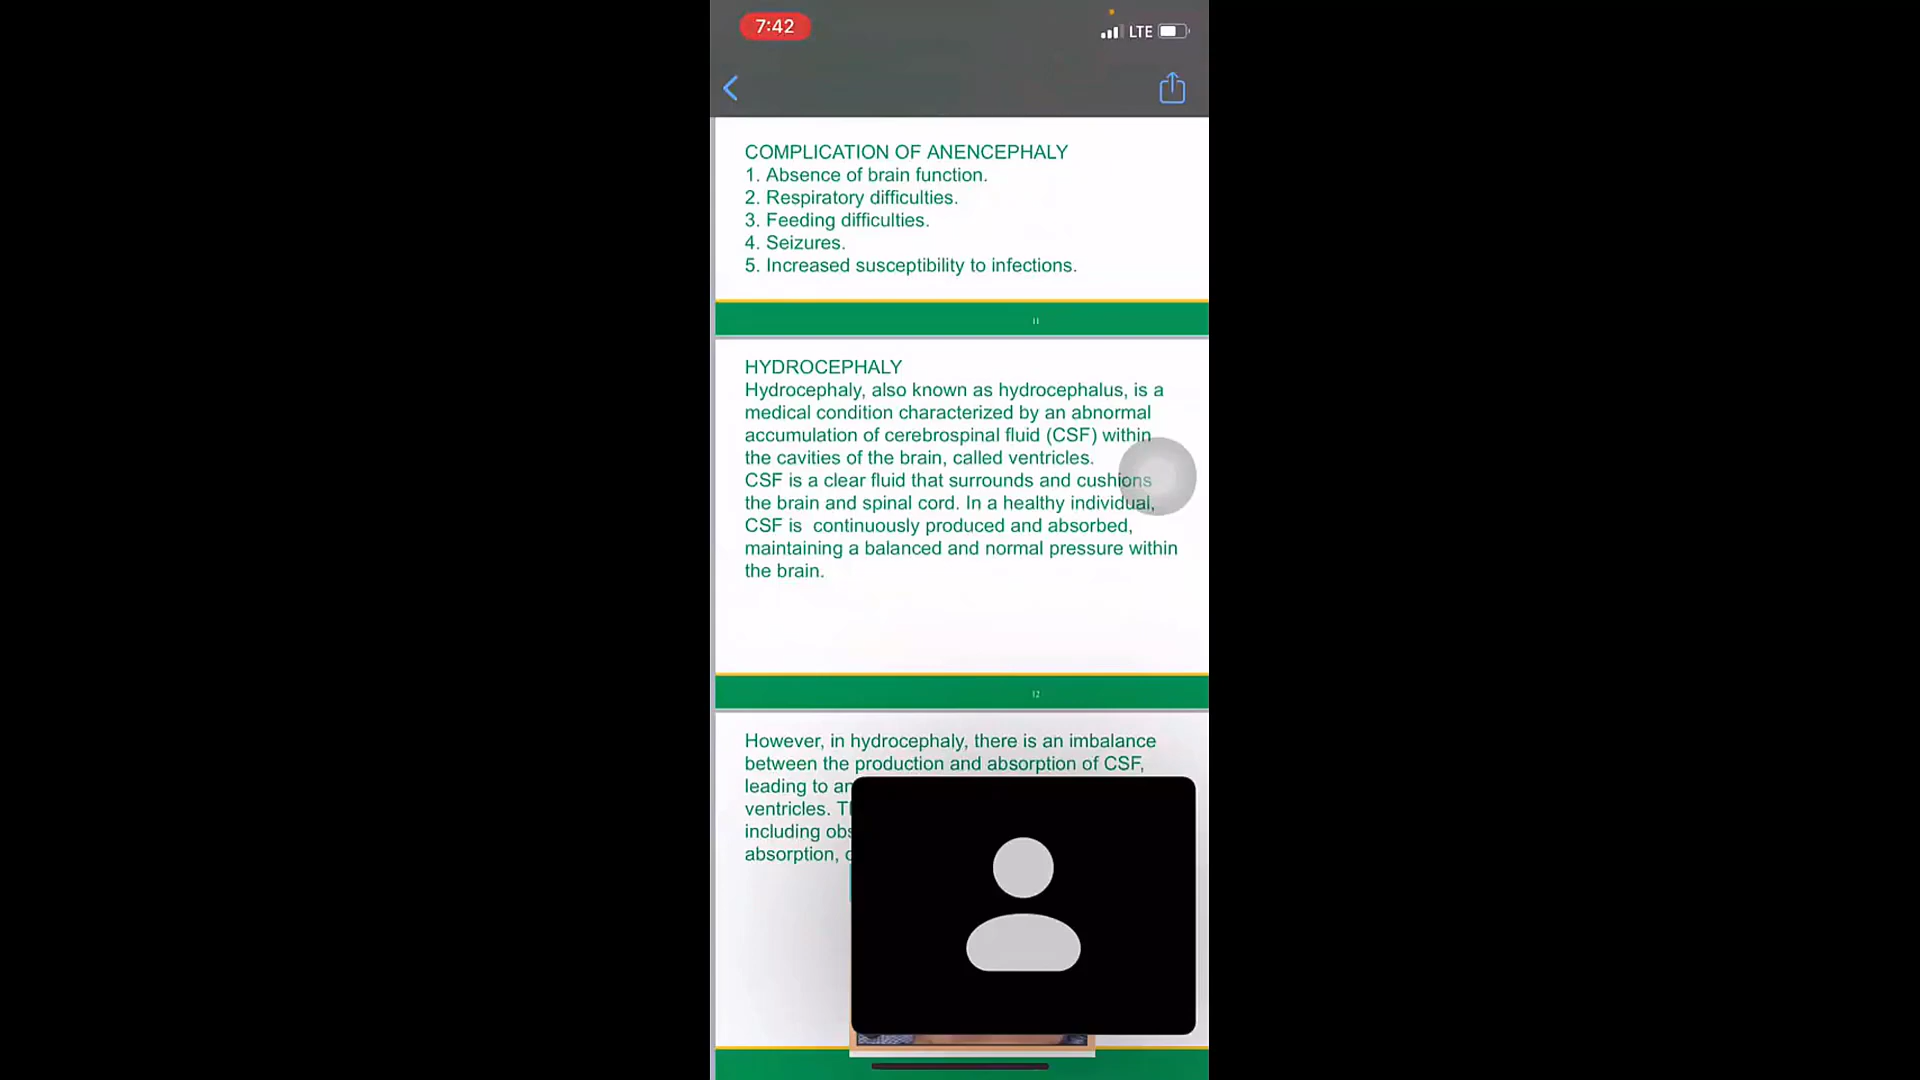 7:42
LTE
COMPLICATION OF ANENCEPHALY
1. Absence of brain function.
2. Respiratory difficulties.
3. Feeding difficulties.
4. Seizures.
5. Increased susceptibility to infections.
11
HYDROCEPHALY
Hydrocephaly, also known as hydrocephalus, is a
medical condition characterized by an abnormal
accumulation of cerebrospinal fluid (CSF) within
the cavities of the brain, called ventricles.
CSF is a clear fluid that surrounds and cushions
the brain and spinal cord. In a healthy individual,
CSF is  continuously produced and absorbed,
maintaining a balanced and normal pressure within
the brain.
12
However, in hydrocephaly, there is an imbalance
between the production and absorption of CSF,
leading to
ventricles.
including
absorption,